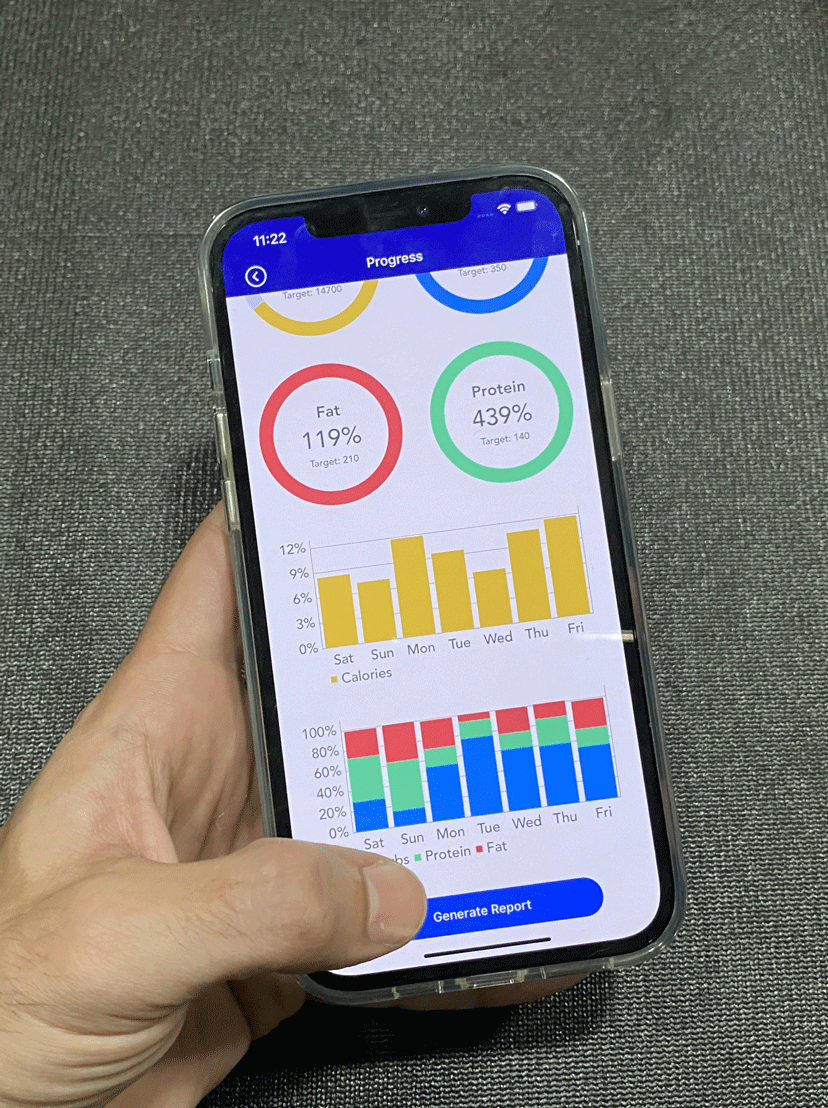 11:22
Progress
Target: 14700
Target: 350
Fat
119%
Target: 210
Protein
439%
Target: 140
12%
9%
6%
3%
0%
Sat Sun Mon Tue Wed Thu Fri
Calories
100%
80%
60%
40%
20%
0%
Sat Sun Mon Tue Wed Thu Fri
bs Protein Fat
Generate Report